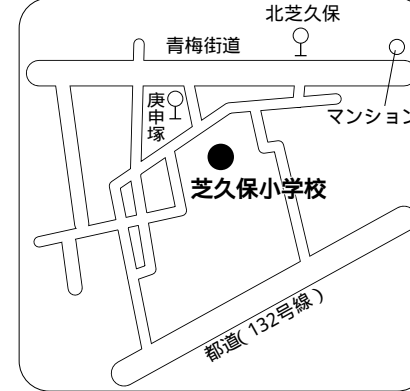 北芝久保
青梅街道
庚申塚
マンション
芝久保小学校
都道(132号線)